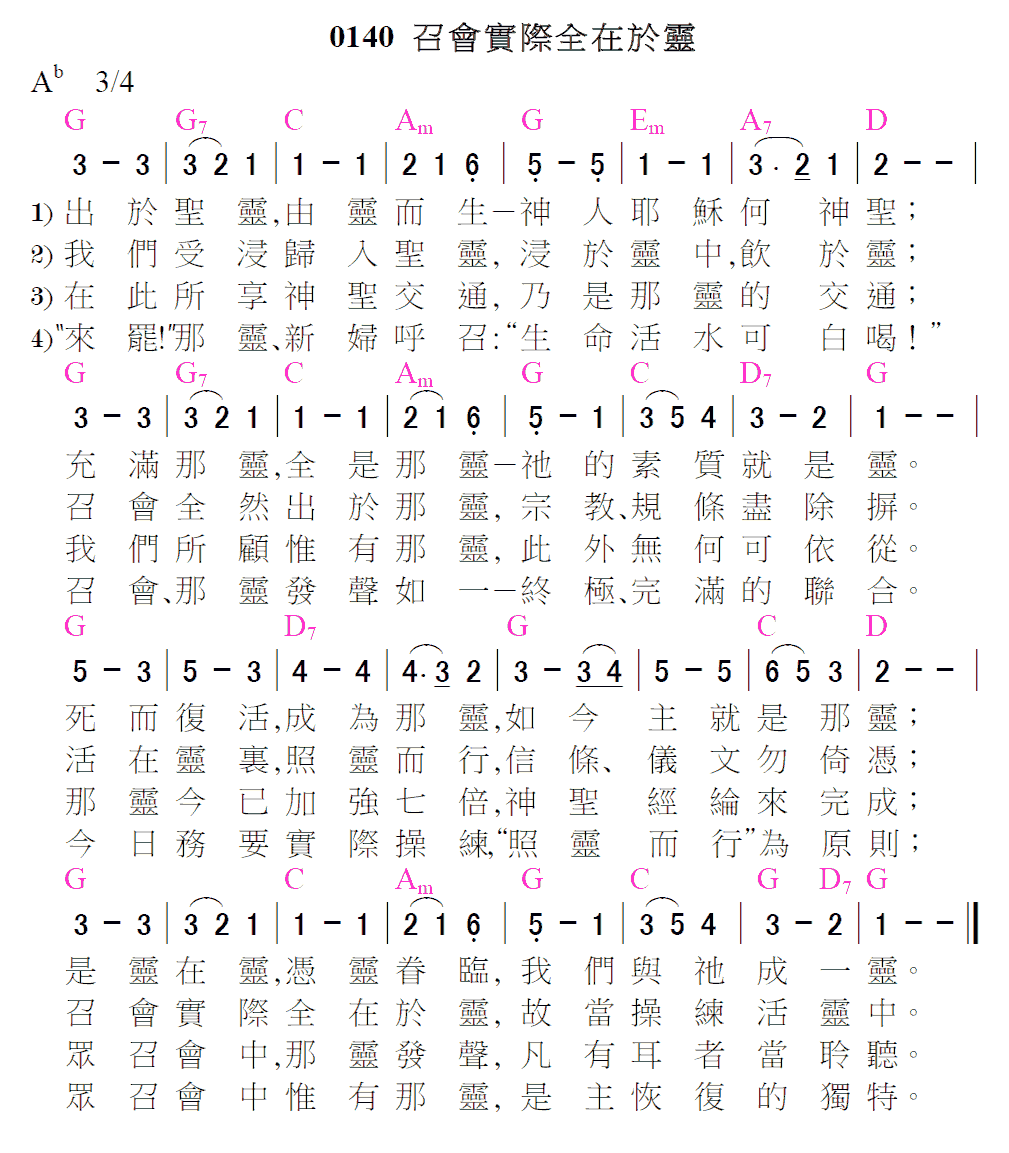 0140 召會實際全在於靈
A♭ 3/4
G G7 C Am G Em A7 D
3 － 3 | 3 2 1 | 1 － 1 | 2 1 6̣ | 5̣ － 5̣ | 1 － 1 | 3 · 2 1 | 2 － － |
1) 出於聖靈,由靈而生－神人耶穌何神聖；
2) 我們受浸歸入聖靈, 浸於靈中,飲於靈；
3) 在此所享神聖交通, 乃是那靈的交通；
4) “來罷!”那靈、新婦呼召:“生命活水可白喝！”
G G7 C Am G C D7 G
3 － 3 | 3 2 1 | 1 － 1 | 2 1 6̣ | 5̣ － 1 | 3 5 4 | 3 － 2 | 1 － － |
充滿那靈,全是那靈－祂的素質就是靈。
召會全然出於那靈, 宗教、規條盡除摒。
我們所顧惟有那靈, 此外無何可依從。
召會、那靈發聲如一－終極、完滿的聯合。
G D7 G C D
5 － 3 | 5 － 3 | 4 － 4 | 4· 3 2 | 3 － 3 4 | 5 － 5 | 6 5 3 | 2 － － |
死而復活,成為那靈,如今主就是那靈；
活在靈裏,照靈而行,信條、儀文勿倚憑；
那靈今已加強七倍,神聖經綸來完成；
今日務要實際操練,“照靈而行”為原則；
G C Am G C G D7 G
3 － 3 | 3 2 1 | 1 － 1 | 2 1 6̣ | 5̣ － 1 | 3 5 4 | 3 － 2 | 1 － － ‖
是靈在靈,憑靈眷臨, 我們與祂成一靈。
召會實際全在於靈, 故當操練活靈中。
眾召會中,那靈發聲, 凡有耳者當聆聽。
眾召會中惟有那靈, 是主恢復的獨特。